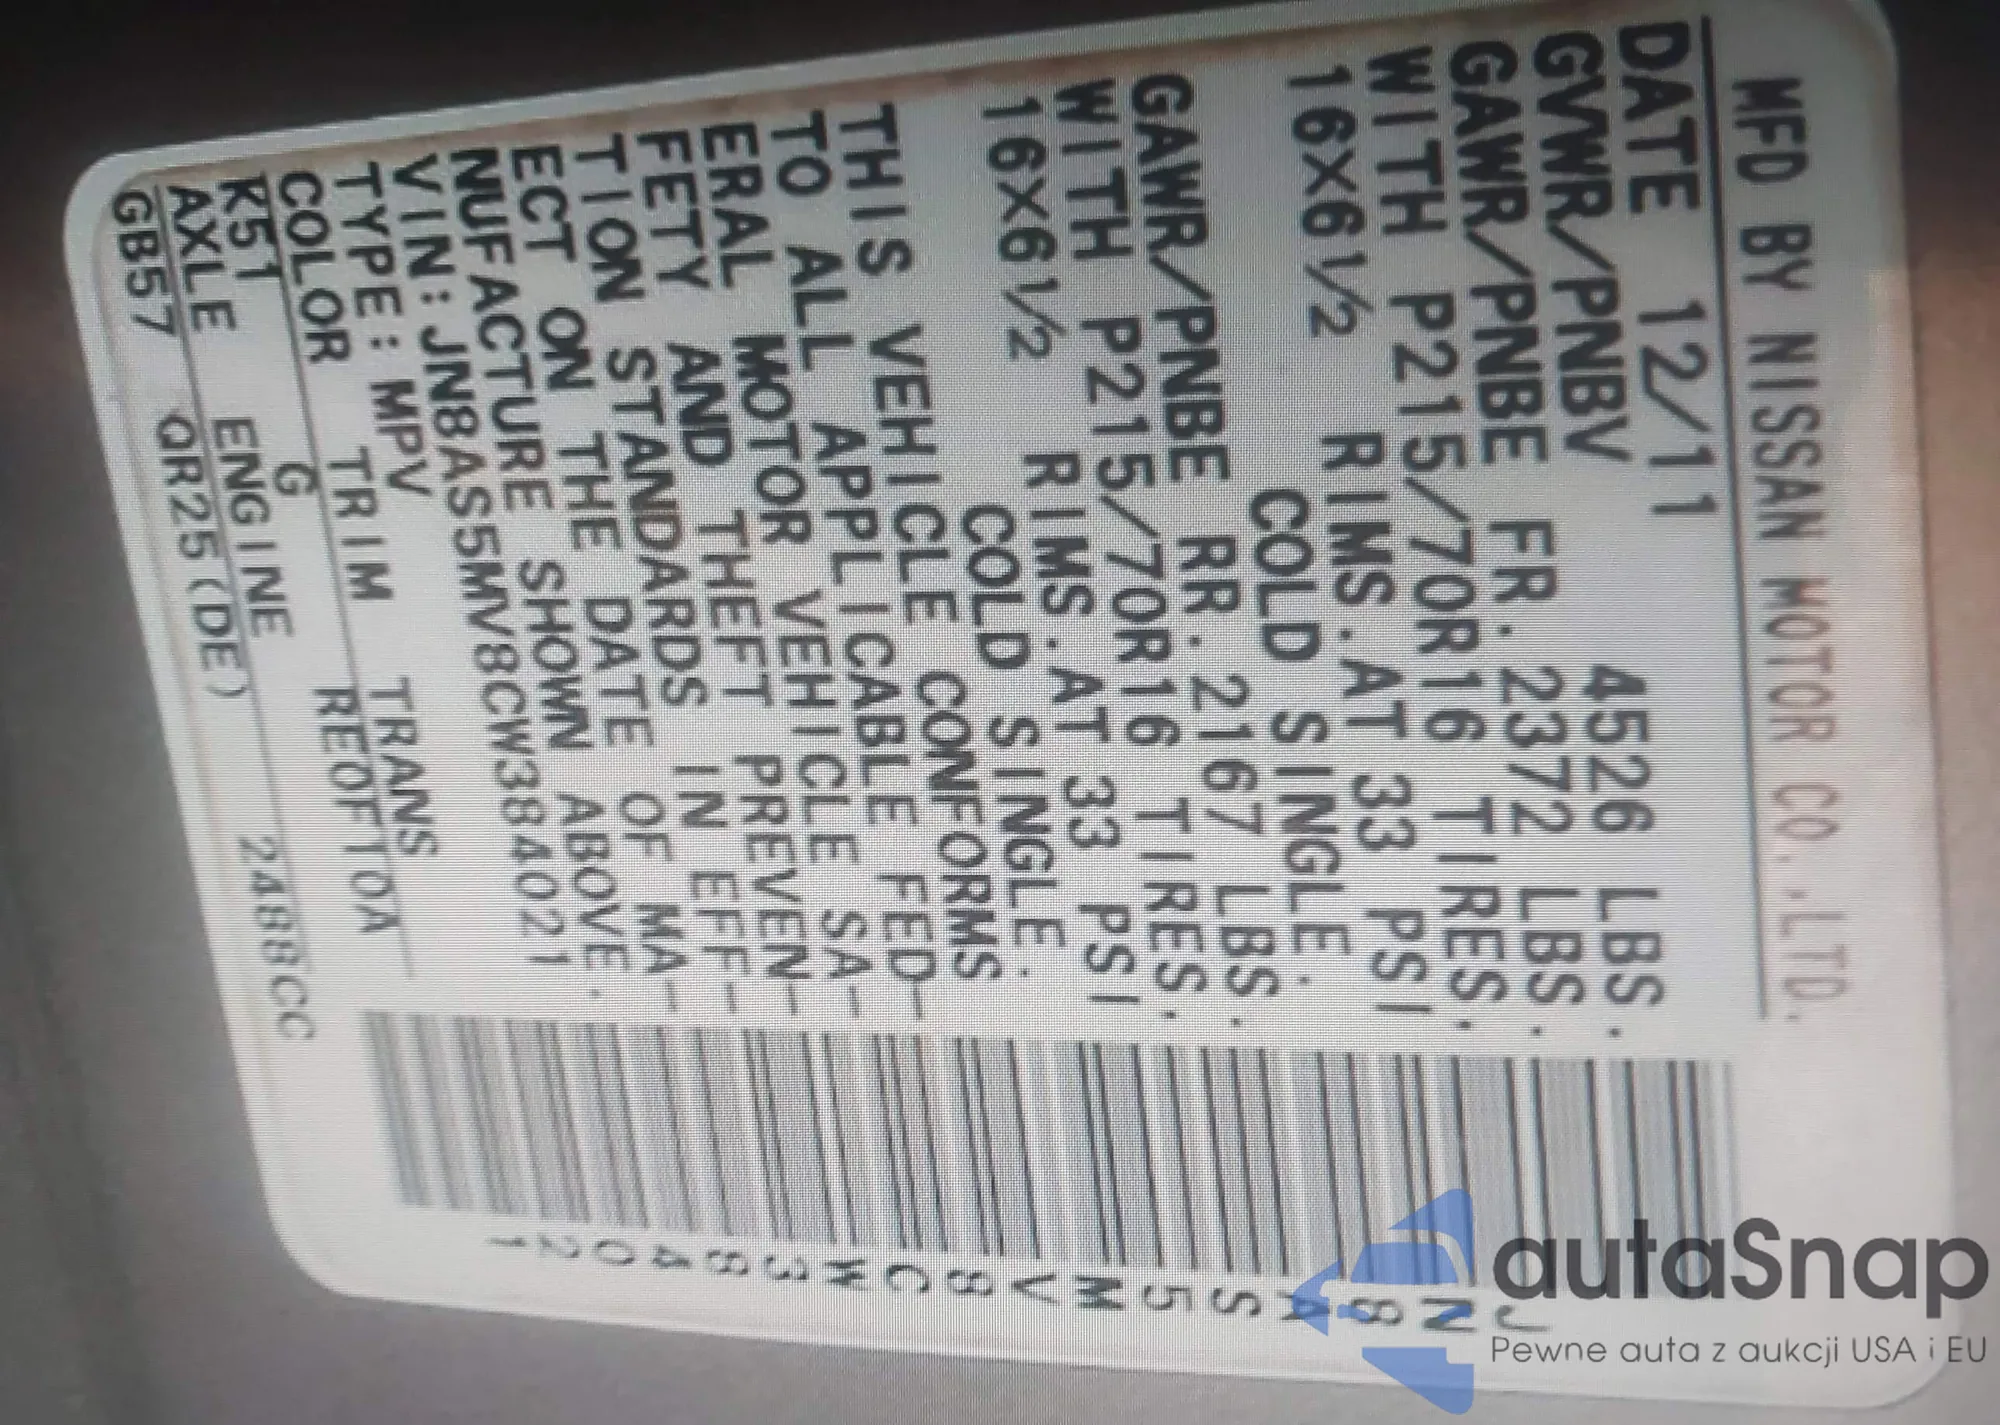 MFD BY NISSAN MOTOR CO.,LTD.
DATE 12/11
GVWR/PNBV 4526 LBS.
GAWR/PNBE FR. 2372 LBS.
WITH P215/70R16 TIRES.
16X6½ RIMS.AT 33 PSI.
COLD SINGLE.
GAWR/PNBE RR. 2167 LBS.
WITH P215/70R16 TIRES.
16X6½ RIMS.AT 33 PSI.
COLD SINGLE.
THIS VEHICLE CONFORMS
TO ALL APPLICABLE FED-
ERAL MOTOR VEHICLE SA-
FETY AND THEFT PREVEN-
TION STANDARDS IN EFF-
ECT ON THE DATE OF MA-
NUFACTURE SHOWN ABOVE.
VIN: JN8AS5MV8CW384021
TYPE: MPV
COLOR TRIM TRANS
K51 G RE0F10A
AXLE ENGINE
GB57 QR25(DE) 2488CC
JN8AS5MV8CW384021
autaSnap
Pewne auta z aukcji USA i EU